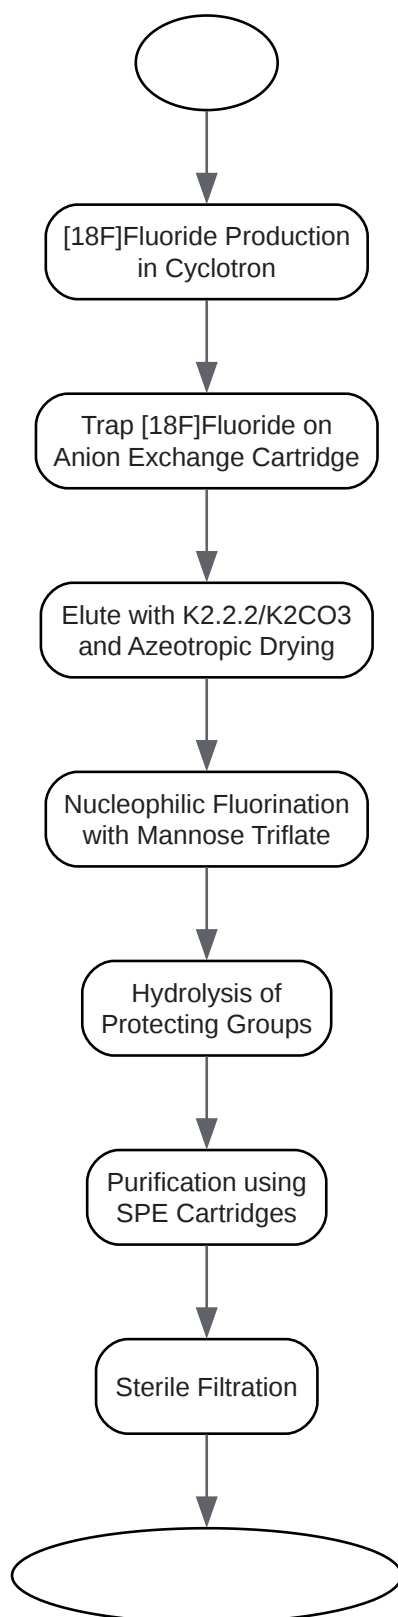 [18F]Fluoride Production
in Cyclotron
Trap [18F]Fluoride on
Anion Exchange Cartridge
Elute with K2.2.2/K2CO3
and Azeotropic Drying
Nucleophilic Fluorination
with Mannose Triflate
Hydrolysis of
Protecting Groups
Purification using
SPE Cartridges
Sterile Filtration